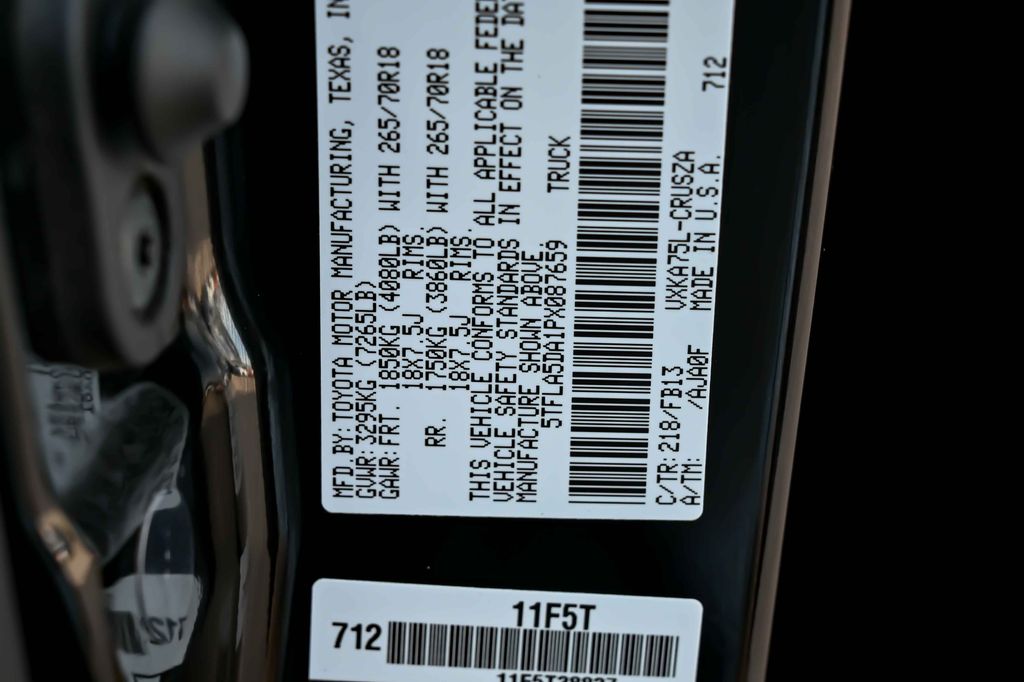 MFD.BY: TOYOTA MOTOR MANUFACTURING, TEXAS, IN
GVWR: 3295KG (7265LB)
GAWR: FRT. 1850KG (4080LB) WITH 265/70R18
18X7.5J RIMS,
RR. 1750KG (3860LB) WITH 265/70R18
18X7.5J RIMS.
THIS VEHICLE CONFORMS TO ALL APPLICABLE FEDER
VEHICLE SAFETY STANDARDS IN EFFECT ON THE DAT
MANUFACTURE SHOWN ABOVE.
5TFLA5DA1PX087659 TRUCK
C/TR: 218/FB13 VXKA75L-CRUSZA
A/TM: /AJA0F MADE IN U.S.A. 712
11F5T
712